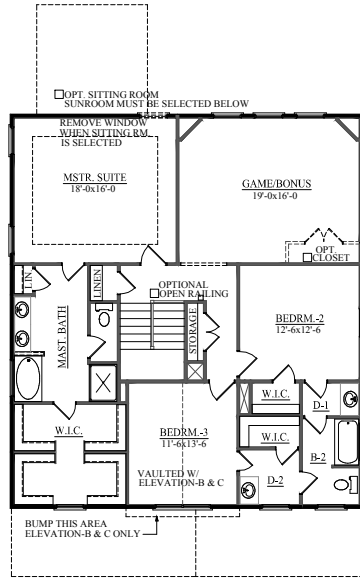 OPT. SITTING ROOM
SUNROOM MUST BE SELECTED BELOW
REMOVE WINDOW
WHEN SITTING RM.
IS SELECTED
MSTR. SUITE
18'-0x16'-0
GAME/BONUS
19'-0x16'-0
OPT.
CLOSET
LIN.
LINEN
OPTIONAL
OPEN RAILING
STORAGE
MAST. BATH
BEDRM.-2
12'-6x12'-6
W.I.C.
D-1
W.I.C.
BEDRM.-3
11'-6x13'-6
W.I.C.
B-2
VAULTED W/
ELEVATION-B & C
D-2
BUMP THIS AREA
ELEVATION-B & C ONLY